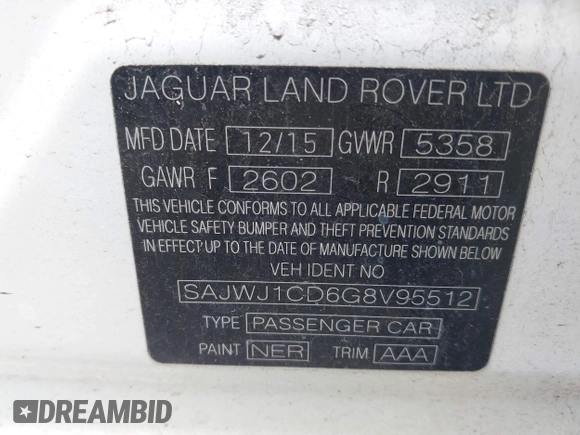 JAGUAR LAND ROVER LTD
MFD DATE 12/15 GVWR 5358
GAWR F 2602 R 2911
THIS VEHICLE CONFORMS TO ALL APPLICABLE FEDERAL MOTOR
VEHICLE SAFETY BUMPER AND THEFT PREVENTION STANDARDS
IN EFFECT UP TO THE DATE OF MANUFACTURE SHOWN BELOW
VEH IDENT NO
SAJWJ1CD6G8V95512
TYPE PASSENGER CAR
PAINT NER TRIM AAA
DREAMBID